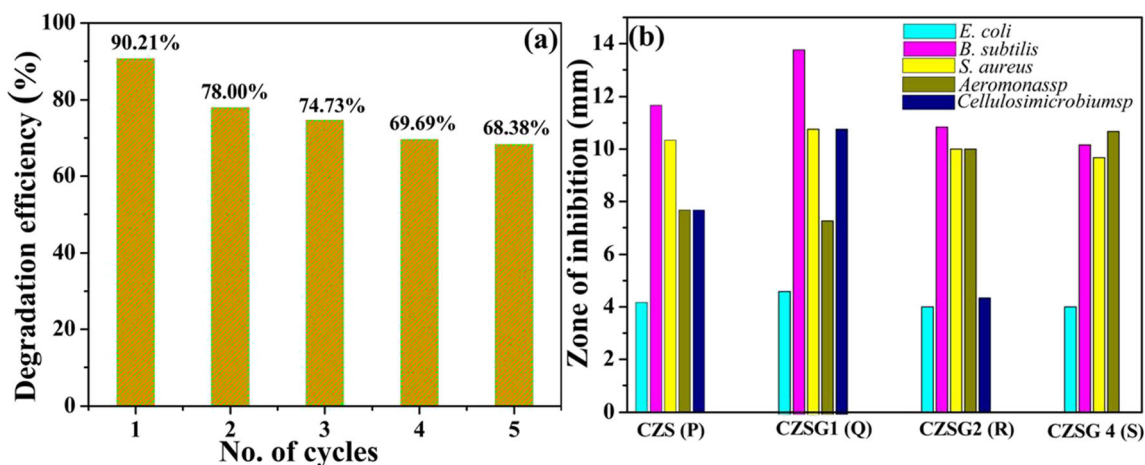 (a)
Degradation efficiency (%)
100
80
60
40
20
0
90.21%
78.00%
74.73%
69.69%
68.38%
1 2 3 4 5
No. of cycles
(b)
E. coli
B. subtilis
S. aureus
Aeromonassp
Cellulosimicrobiumsp
Zone of inhibition (mm)
14
12
10
8
6
4
2
0
CZS (P) CZSG1 (Q) CZSG2 (R) CZSG 4 (S)